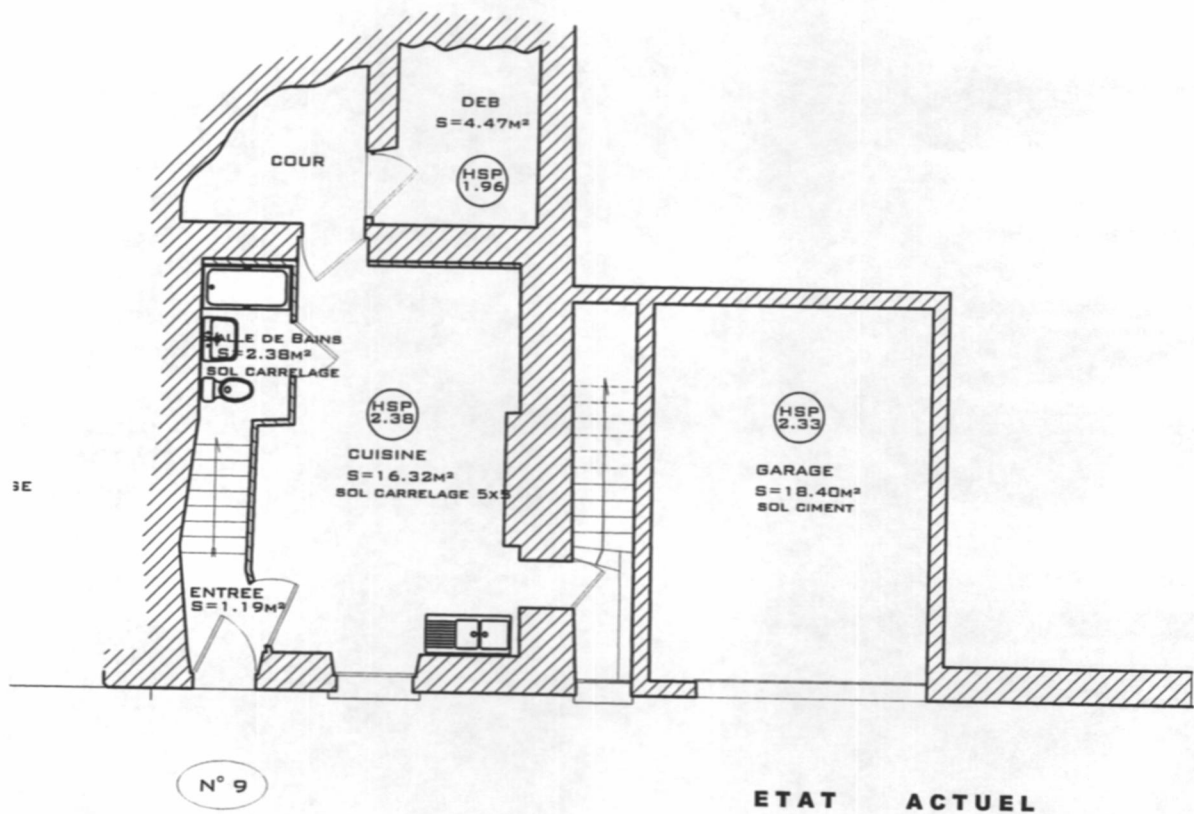 DEB
S=4.47M²
COUR
HSP
1.96
SALLE DE BAINS
S=2.38M²
SOL CARRELAGE
HSP
2.38
HSP
2.33
CUISINE
S=16.32M²
SOL CARRELAGE 5X5
GARAGE
S=18.40M²
SOL CIMENT
ENTREE
S=1.19M²
N° 9
ETAT ACTUEL